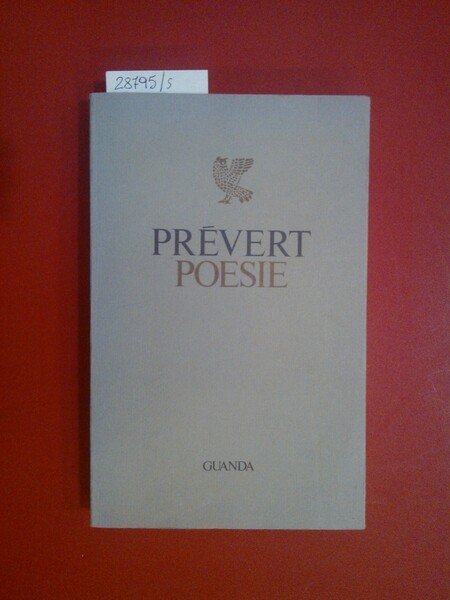 28795/s
PRÉVERT
POESIE
GUANDA